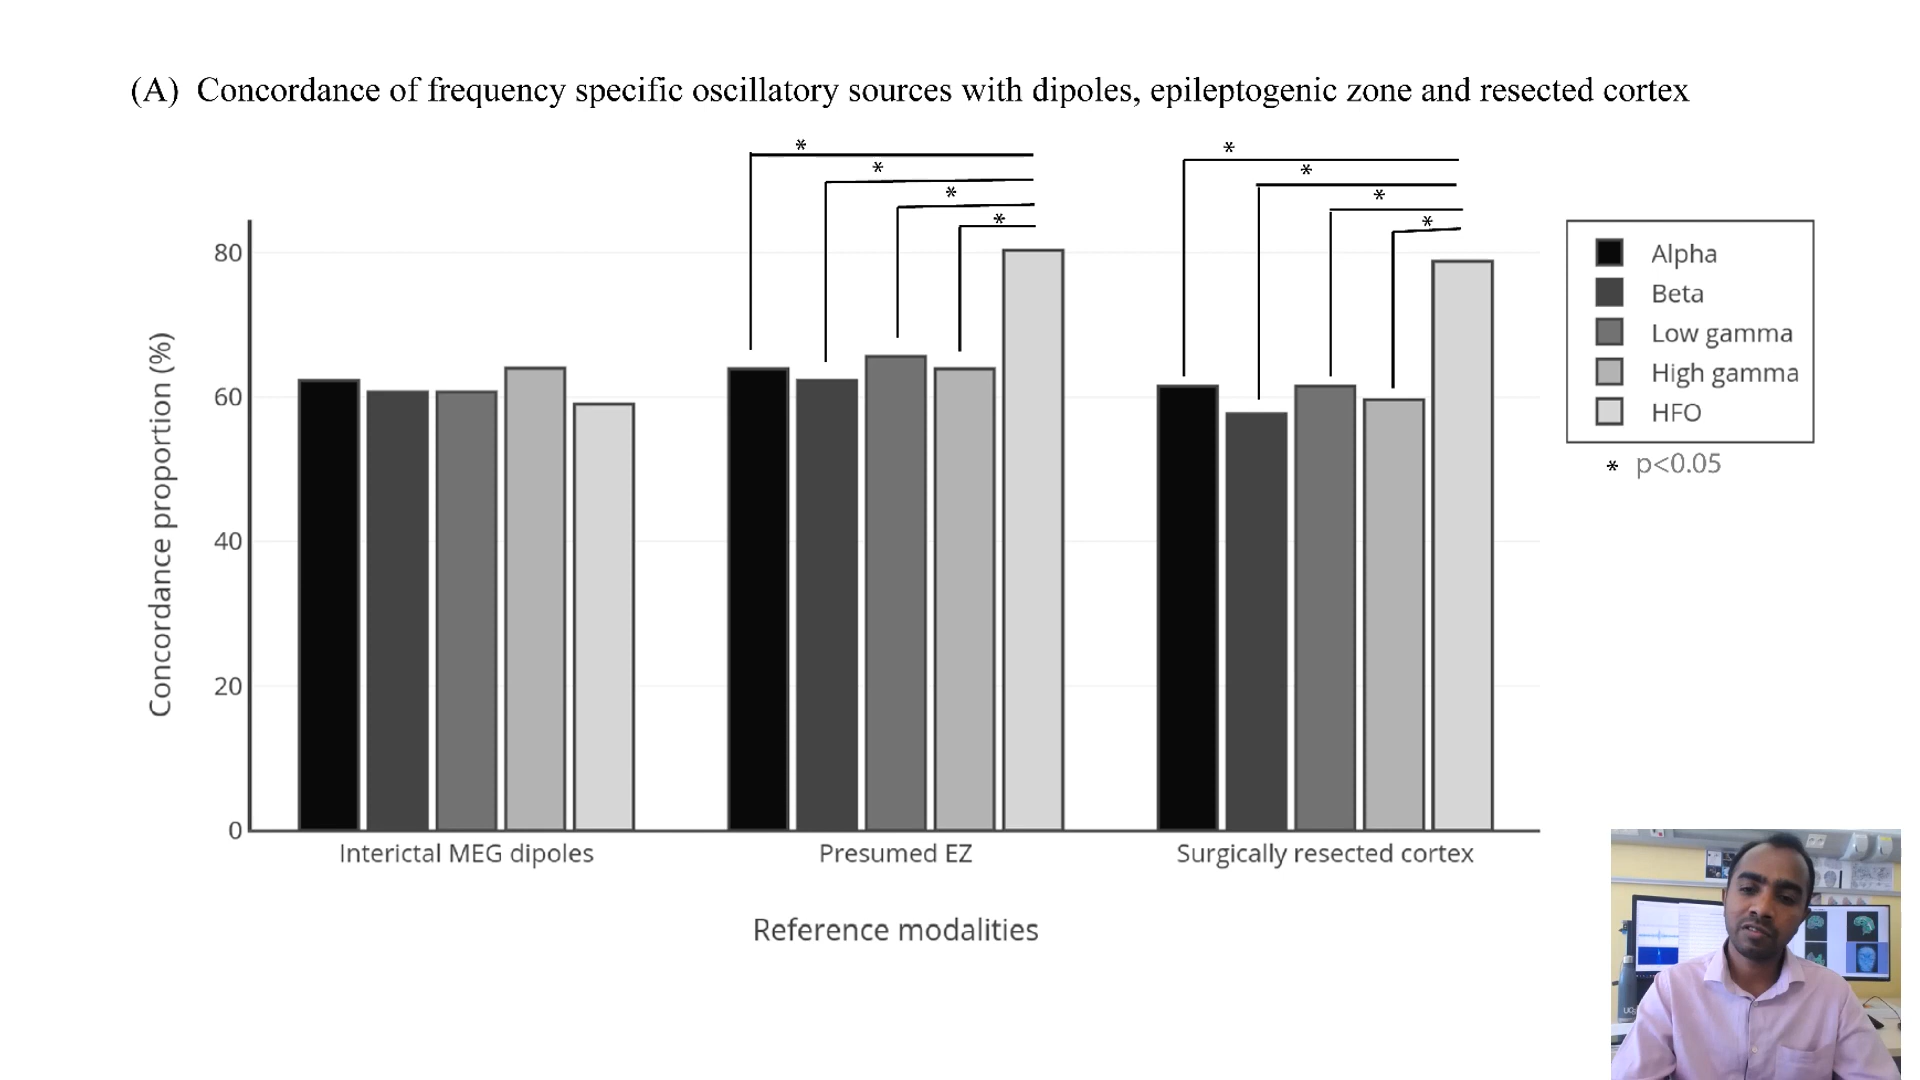 (A) Concordance of frequency specific oscillatory sources with dipoles, epileptogenic zone and resected cortex
*
*
*
*
*
*
*
*
Concordance proportion (%)
80
60
40
20
0
Interictal MEG dipoles
Presumed EZ
Surgically resected cortex
Reference modalities
Alpha
Beta
Low gamma
High gamma
HFO
* p<0.05